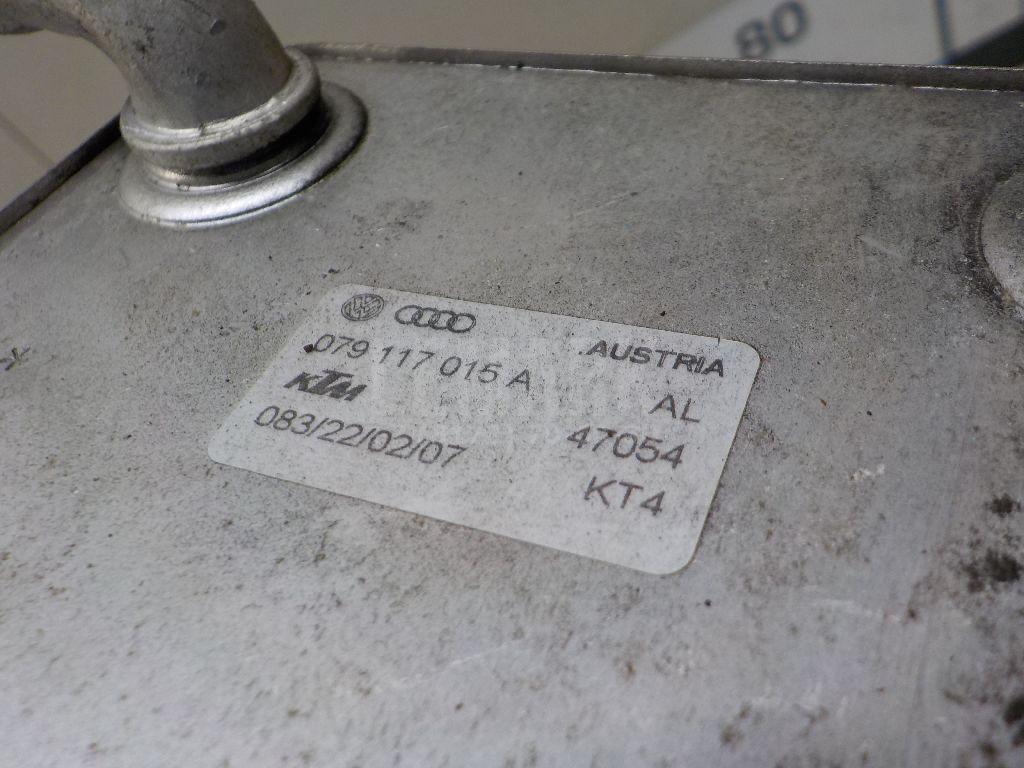 80
AUSTRIA
079 117 015 A
AL
KTM
47054
083/22/02/07
KT4